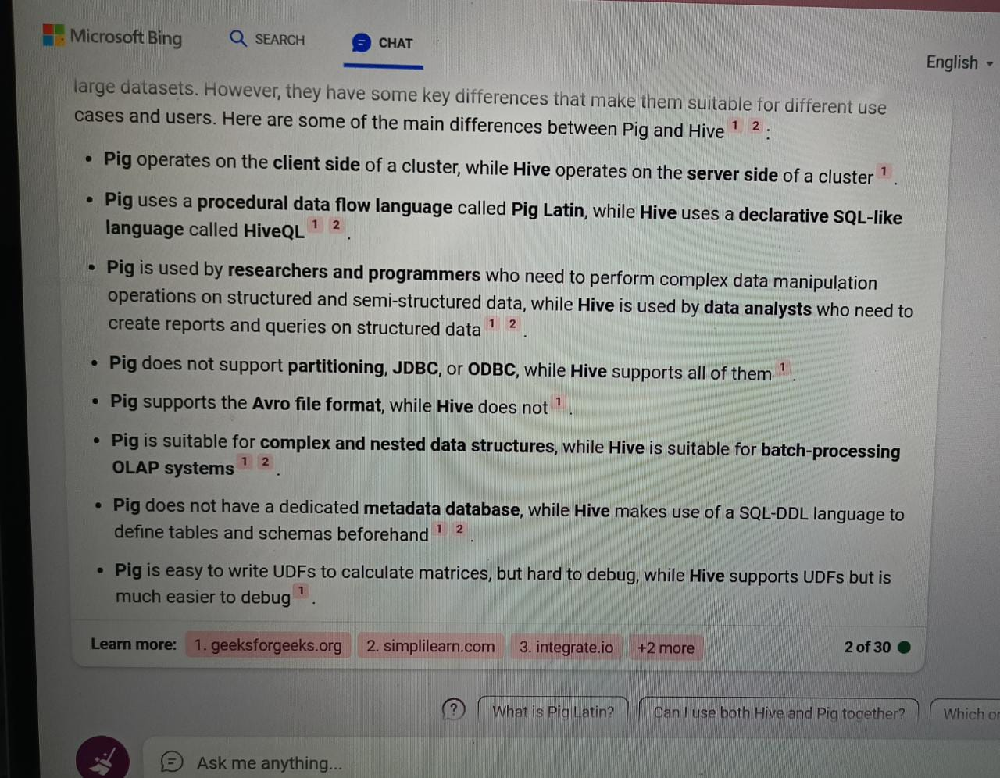 Microsoft Bing
SEARCH
CHAT
English
large datasets. However, they have some key differences that make them suitable for different use
cases and users. Here are some of the main differences between Pig and Hive 1 2 :
• Pig operates on the client side of a cluster, while Hive operates on the server side of a cluster 1 .
• Pig uses a procedural data flow language called Pig Latin, while Hive uses a declarative SQL-like
language called HiveQL 1 2 .
• Pig is used by researchers and programmers who need to perform complex data manipulation
operations on structured and semi-structured data, while Hive is used by data analysts who need to
create reports and queries on structured data 1 2 .
• Pig does not support partitioning, JDBC, or ODBC, while Hive supports all of them 1 .
• Pig supports the Avro file format, while Hive does not 1 .
• Pig is suitable for complex and nested data structures, while Hive is suitable for batch-processing
OLAP systems 1 2 .
• Pig does not have a dedicated metadata database, while Hive makes use of a SQL-DDL language to
define tables and schemas beforehand 1 2 .
• Pig is easy to write UDFs to calculate matrices, but hard to debug, while Hive supports UDFs but is
much easier to debug 1 .
Learn more: 1. geeksforgeeks.org 2. simplilearn.com 3. integrate.io +2 more 2 of 30
What is Pig Latin? Can I use both Hive and Pig together? Which
Ask me anything...